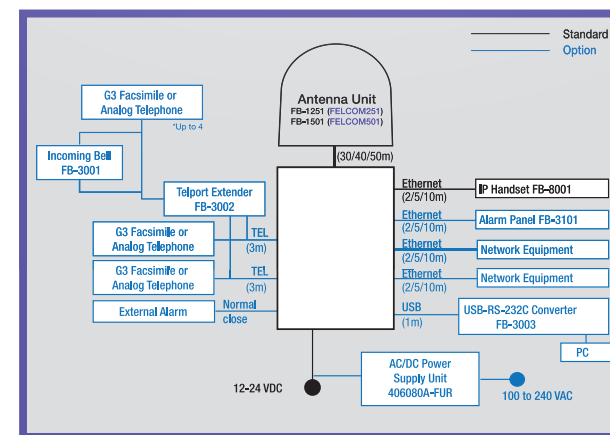 Standard
Option
G3 Facsimile or
Analog Telephone
*Up to 4
Incoming Bell
FB-3001
Telport Extender
FB-3002
G3 Facsimile or
Analog Telephone
TEL
(3m)
G3 Facsimile or
Analog Telephone
TEL
(3m)
External Alarm
Normal
close
Antenna Unit
FB-1251 (FELCOM251)
FB-1501 (FELCOM501)
(30/40/50m)
Ethernet
(2/5/10m)
IP Handset FB-8001
Ethernet
(2/5/10m)
Alarm Panel FB-3101
Ethernet
(2/5/10m)
Network Equipment
Ethernet
(2/5/10m)
Network Equipment
USB
(1m)
USB-RS-232C Converter
FB-3003
PC
12-24 VDC
AC/DC Power
Supply Unit
406080A-FUR
100 to 240 VAC